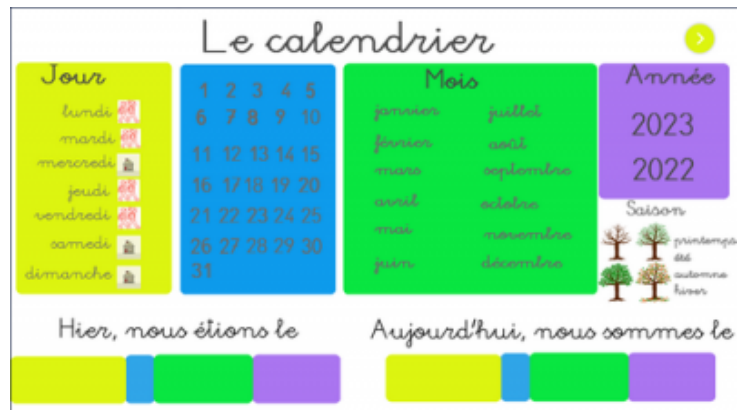 Le calendrier
Jour
lundi
mardi
mercredi
jeudi
vendredi
samedi
dimanche
1 2 3 4 5
6 7 8 9 10
11 12 13 14 15
16 17 18 19 20
21 22 23 24 25
26 27 28 29 30
31
Mois
janvier
février
mars
avril
mai
juin
juillet
août
septembre
octobre
novembre
décembre
Année
2023
2022
Saison
printemps
été
automne
hiver
Hier, nous étions le
Aujourd'hui, nous sommes le